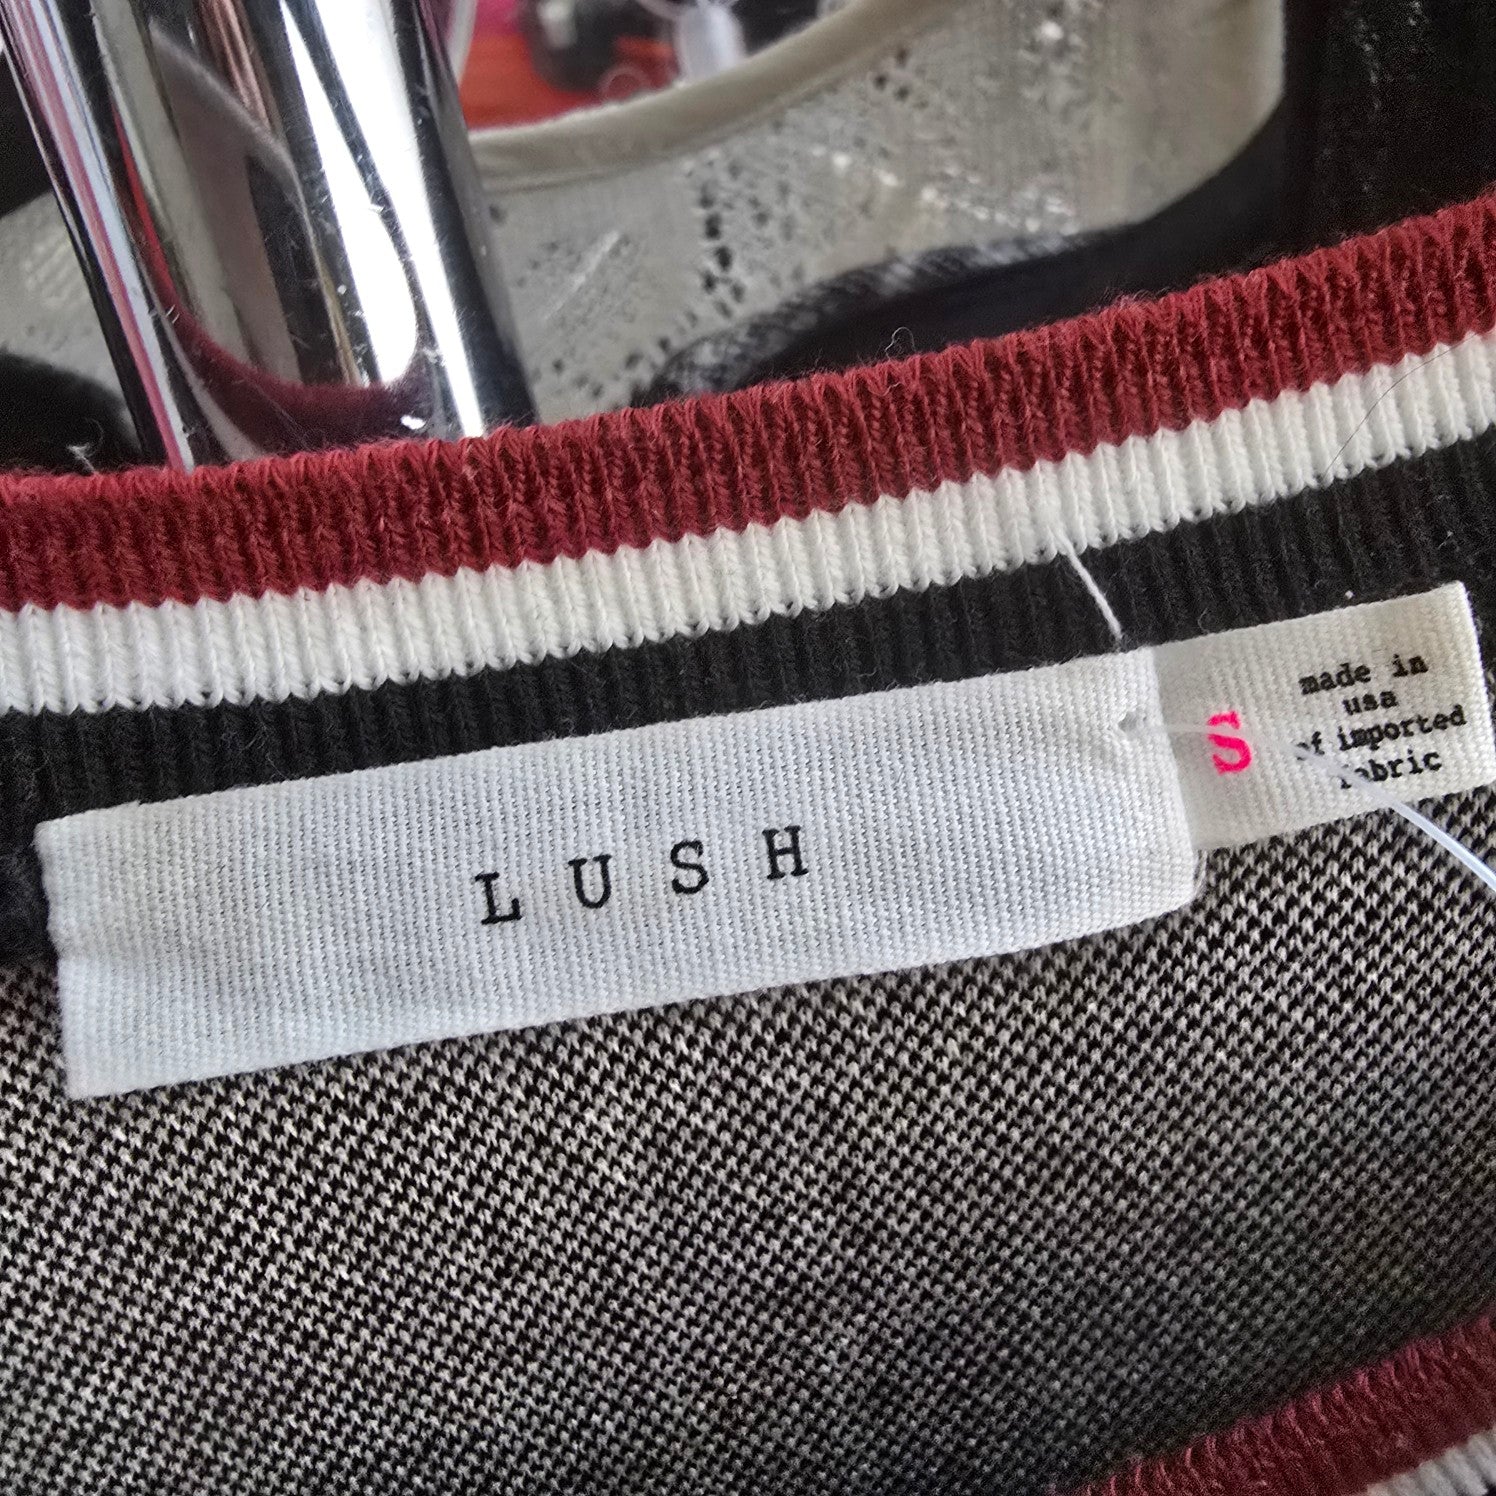 LUSH
S
made in
usa
of imported
fabric